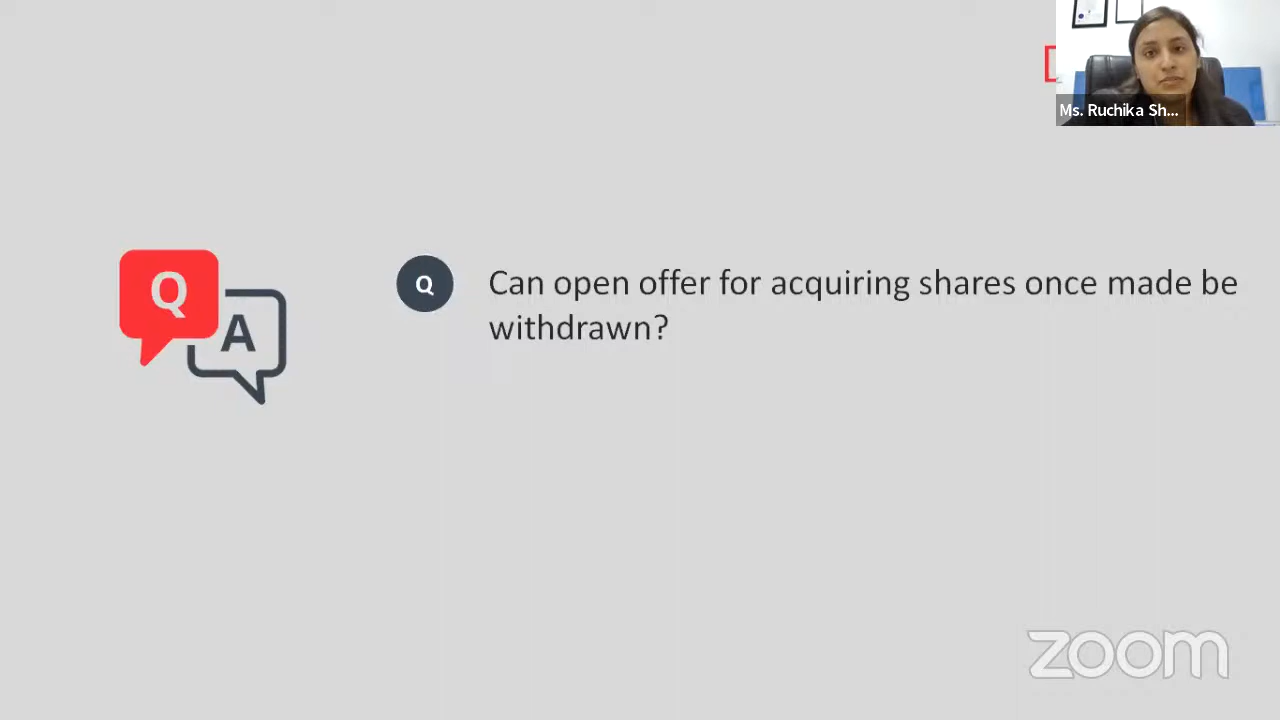 Ms. Ruchika Sh...
Q
A
Q
Can open offer for acquiring shares once made be
withdrawn?
zoom